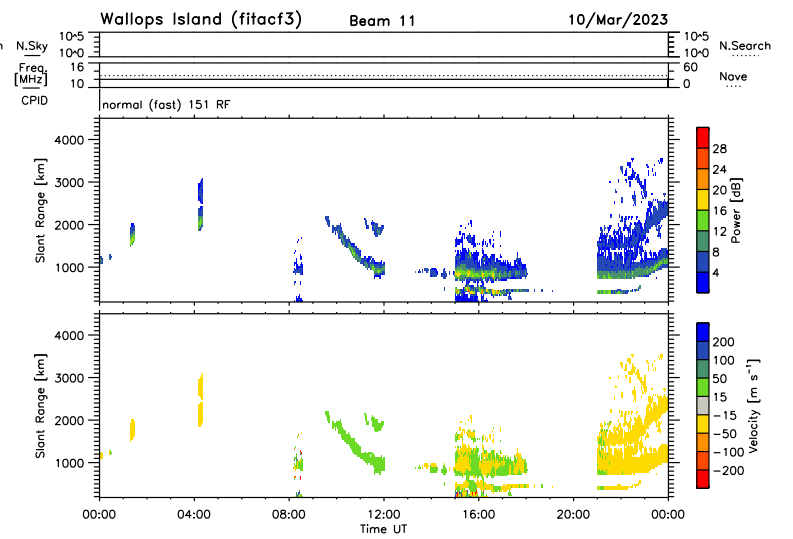 Wallops Island (fitacf3) Beam 11 10/Mar/2023
n N.Sky 10^5 10^0 10^5 10^0 N.Search
Freq. [MHz] 16 10 60 0 Nave
CPID normal (fast) 151 RF
Slant Range [km] 4000 3000 2000 1000
28 24 20 16 12 8 4 Power [dB]
Slant Range [km] 4000 3000 2000 1000
200 100 50 15 -15 -50 -100 -200 Velocity [m s⁻¹]
00:00 04:00 08:00 12:00 16:00 20:00 00:00
Time UT